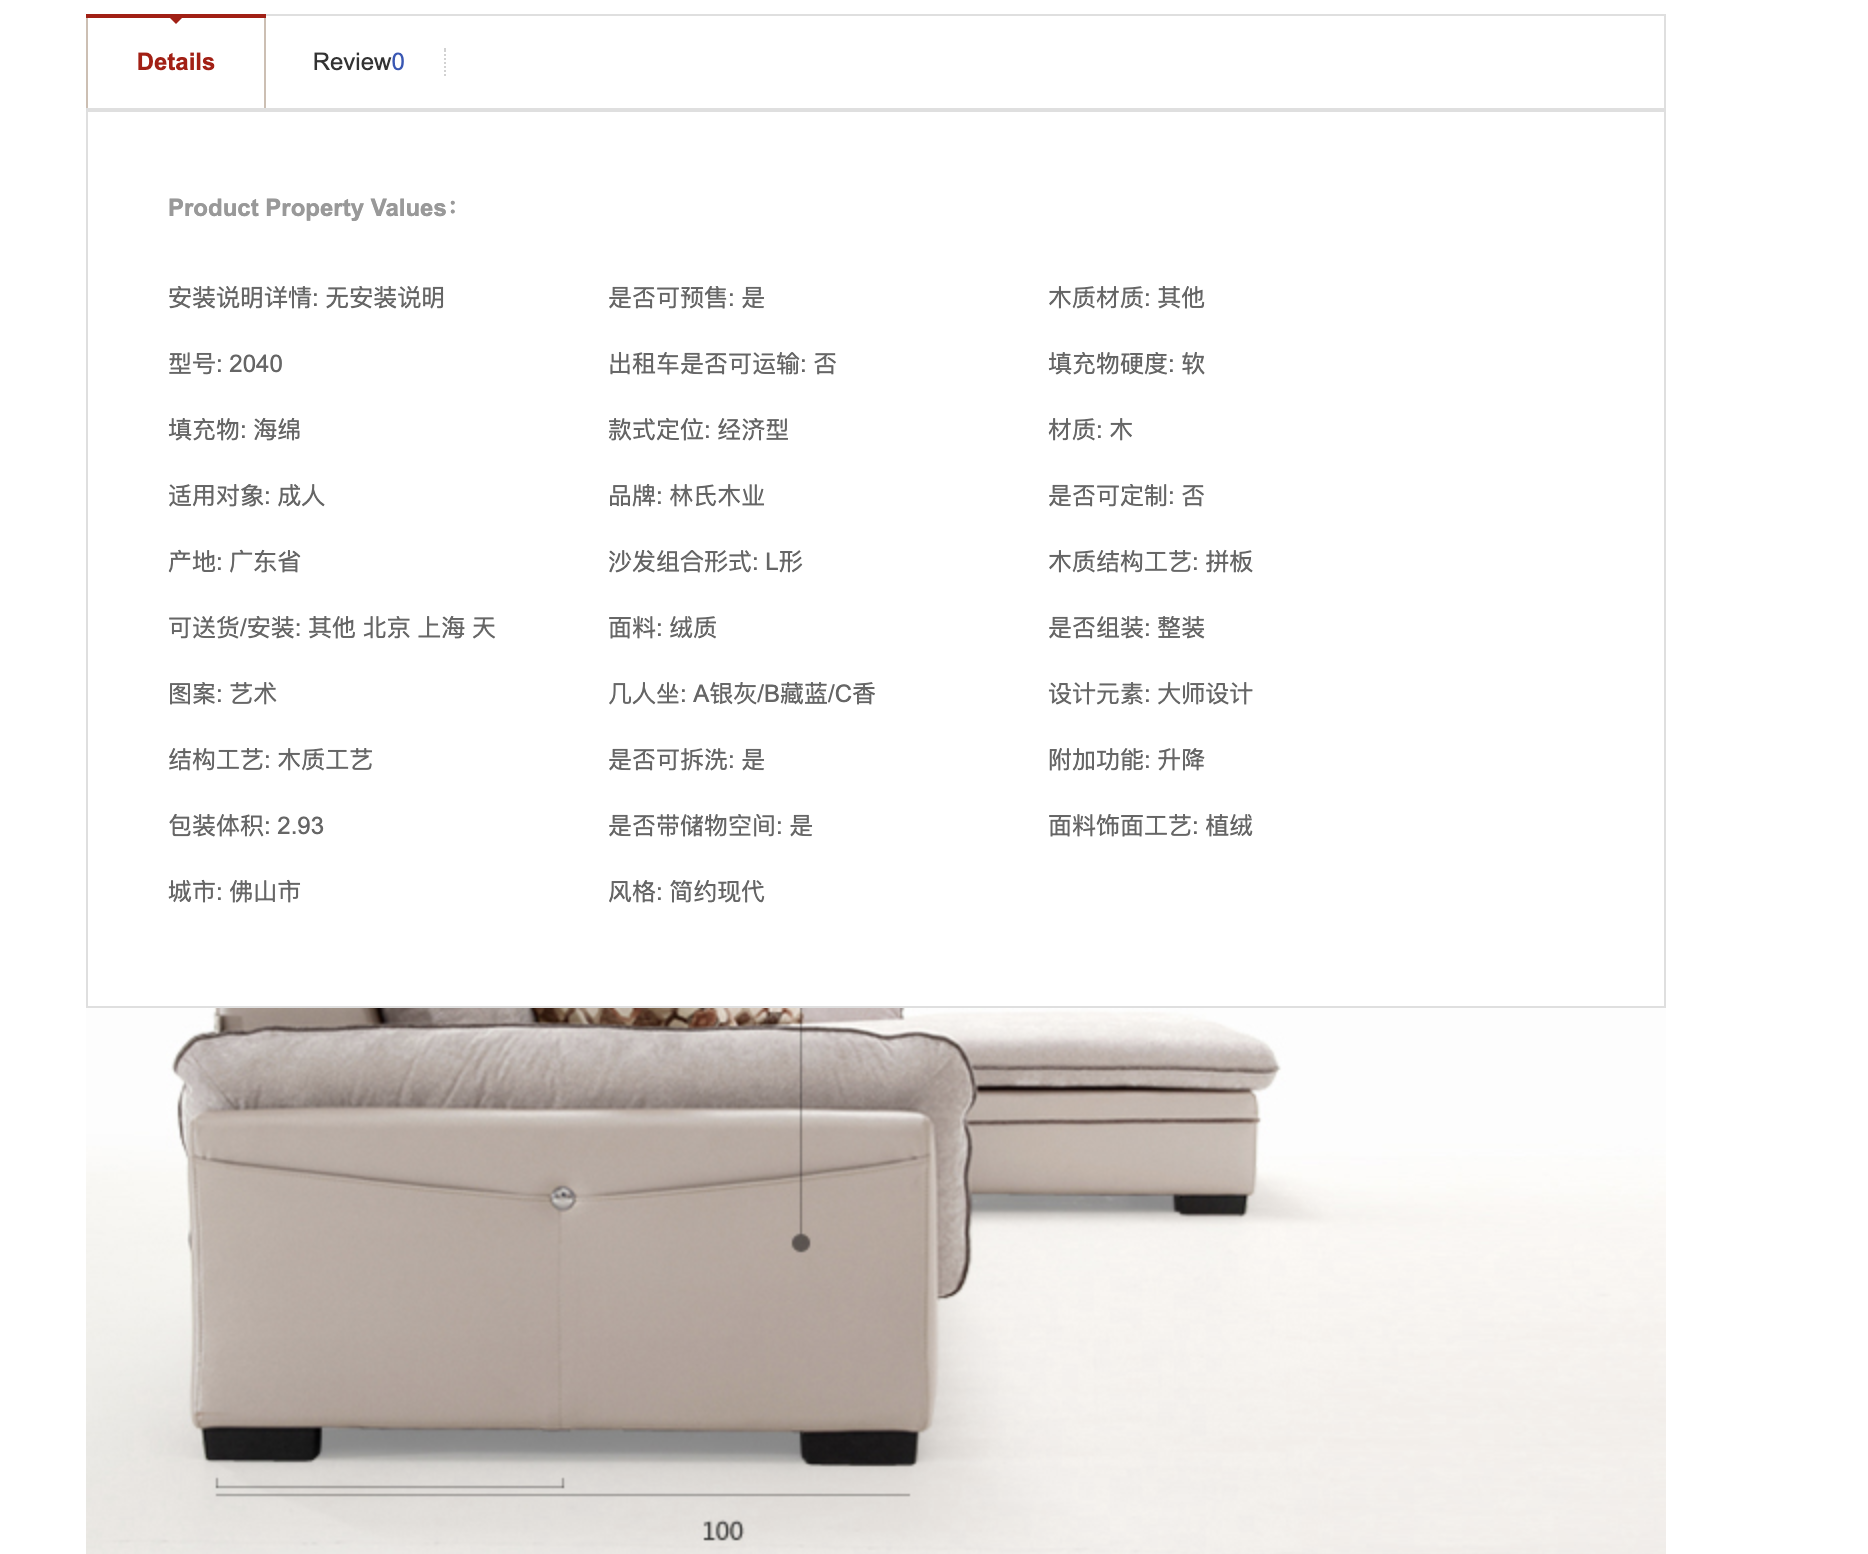 Details
Review0
Product Property Values：
安装说明详情: 无安装说明 是否可预售: 是 木质材质: 其他
型号: 2040 出租车是否可运输: 否 填充物硬度: 软
填充物: 海绵 款式定位: 经济型 材质: 木
适用对象: 成人 品牌: 林氏木业 是否可定制: 否
产地: 广东省 沙发组合形式: L形 木质结构工艺: 拼板
可送货/安装: 其他 北京 上海 天 面料: 绒质 是否组装: 整装
图案: 艺术 几人坐: A银灰/B藏蓝/C香 设计元素: 大师设计
结构工艺: 木质工艺 是否可拆洗: 是 附加功能: 升降
包装体积: 2.93 是否带储物空间: 是 面料饰面工艺: 植绒
城市: 佛山市 风格: 简约现代
100